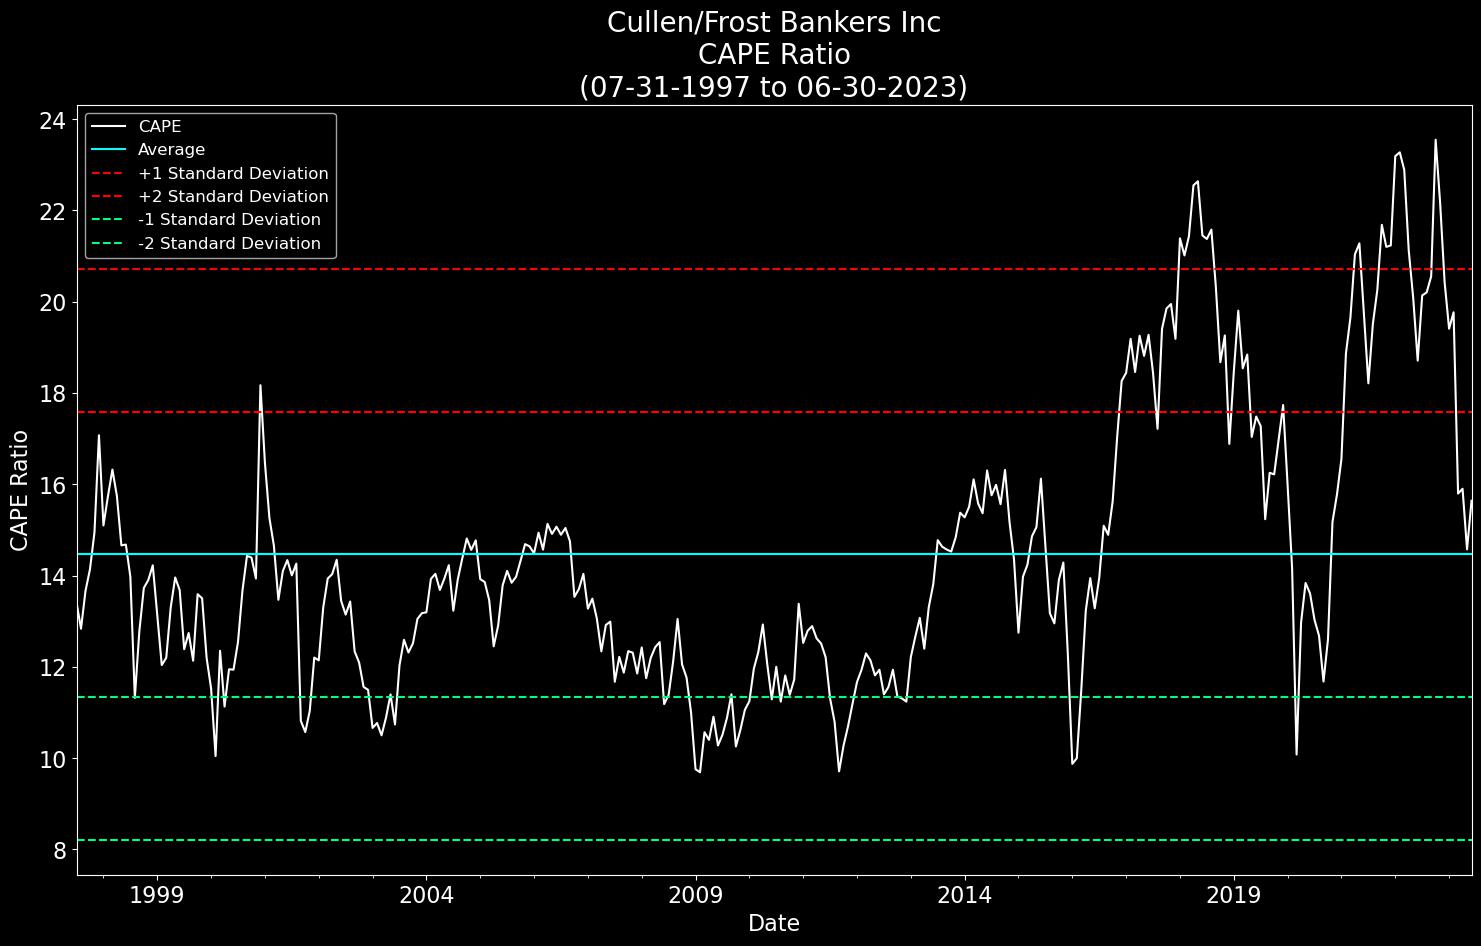 Cullen/Frost Bankers Inc
CAPE Ratio
(07-31-1997 to 06-30-2023)
24
22
20
18
16
14
12
10
8
CAPE Ratio
CAPE
Average
+1 Standard Deviation
+2 Standard Deviation
-1 Standard Deviation
-2 Standard Deviation
1999
2004
2009
2014
2019
Date